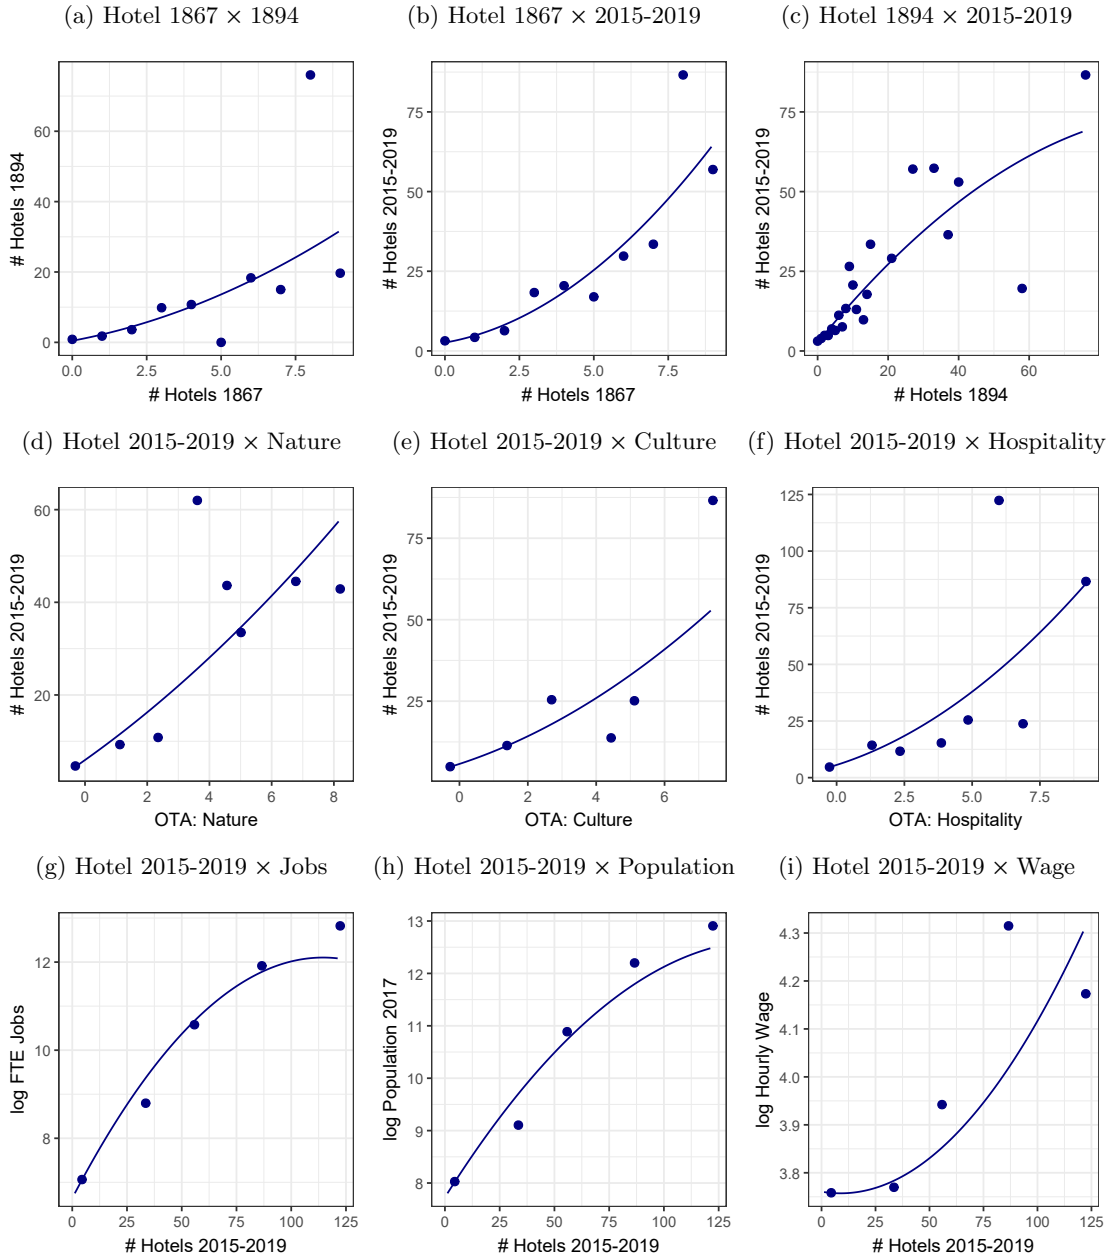 (a) Hotel 1867 × 1894
(b) Hotel 1867 × 2015-2019
(c) Hotel 1894 × 2015-2019
# Hotels 1894
60
40
20
0
0.0 2.5 5.0 7.5
# Hotels 1867
# Hotels 2015-2019
75
50
25
0
0.0 2.5 5.0 7.5
# Hotels 1867
# Hotels 2015-2019
75
50
25
0
0 20 40 60
# Hotels 1894
(d) Hotel 2015-2019 × Nature
(e) Hotel 2015-2019 × Culture
(f) Hotel 2015-2019 × Hospitality
# Hotels 2015-2019
60
40
20
0 2 4 6 8
OTA: Nature
# Hotels 2015-2019
75
50
25
0 2 4 6
OTA: Culture
# Hotels 2015-2019
125
100
75
50
25
0
0.0 2.5 5.0 7.5
OTA: Hospitality
(g) Hotel 2015-2019 × Jobs
(h) Hotel 2015-2019 × Population
(i) Hotel 2015-2019 × Wage
log FTE Jobs
12
10
8
0 25 50 75 100 125
# Hotels 2015-2019
log Population 2017
13
12
11
10
9
8
0 25 50 75 100 125
# Hotels 2015-2019
log Hourly Wage
4.3
4.2
4.1
4.0
3.9
3.8
0 25 50 75 100 125
# Hotels 2015-2019